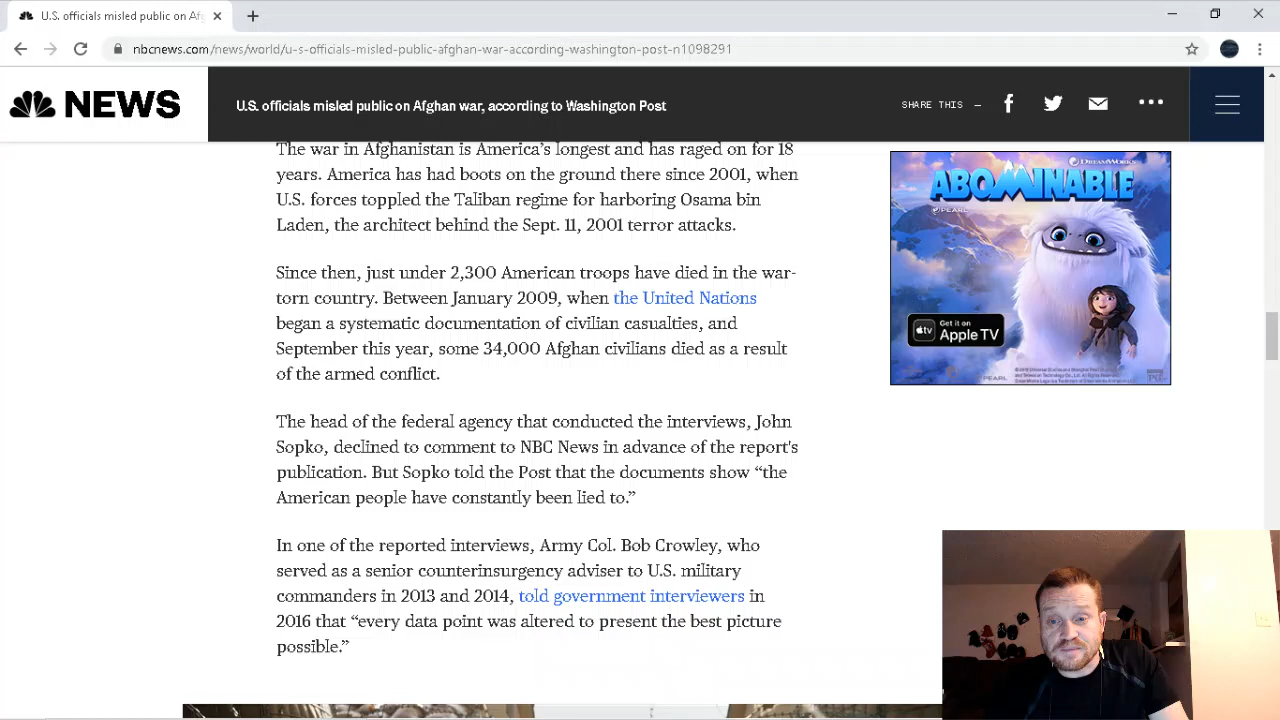 U.S. officials misled public on Afg
nbcnews.com/news/world/u-s-officials-misled-public-afghan-war-according-washington-post-n1098291
NEWS
U.S. officials misled public on Afghan war, according to Washington Post
SHARE THIS —
The war in Afghanistan is America's longest and has raged on for 18
years. America has had boots on the ground there since 2001, when
U.S. forces toppled the Taliban regime for harboring Osama bin
Laden, the architect behind the Sept. 11, 2001 terror attacks.
Since then, just under 2,300 American troops have died in the war-
torn country. Between January 2009, when the United Nations
began a systematic documentation of civilian casualties, and
September this year, some 34,000 Afghan civilians died as a result
of the armed conflict.
The head of the federal agency that conducted the interviews, John
Sopko, declined to comment to NBC News in advance of the report's
publication. But Sopko told the Post that the documents show “the
American people have constantly been lied to.”
In one of the reported interviews, Army Col. Bob Crowley, who
served as a senior counterinsurgency adviser to U.S. military
commanders in 2013 and 2014, told government interviewers in
2016 that “every data point was altered to present the best picture
possible.”
DREAMWORKS
ABOMINABLE
PEARL
Get it on
tv Apple TV
PEARL